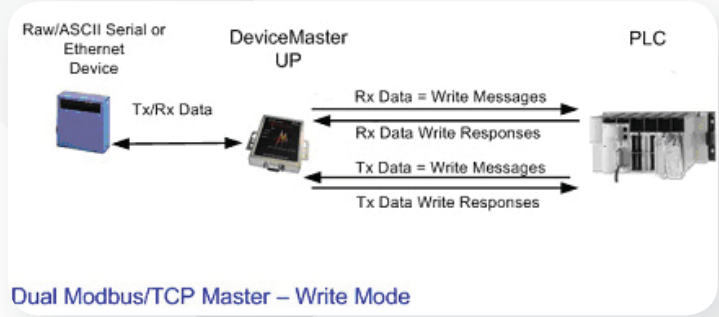 Raw/ASCII Serial or
Ethernet
Device
DeviceMaster
UP
PLC
Tx/Rx Data
Rx Data = Write Messages
Rx Data Write Responses
Tx Data = Write Messages
Tx Data Write Responses
Dual Modbus/TCP Master – Write Mode